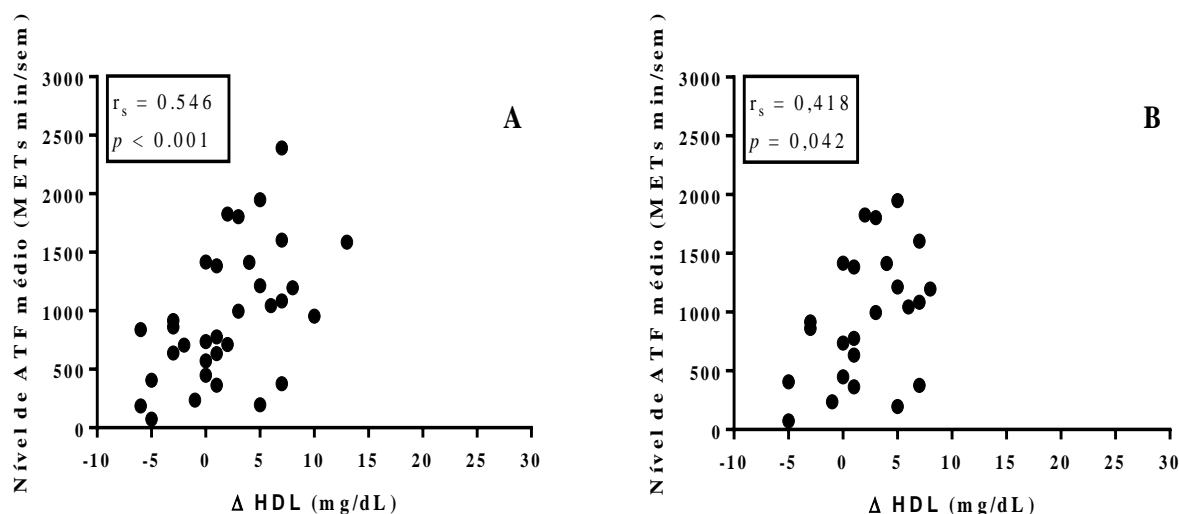 Nível de ATF médio (METs min/sem)
3000
2500
2000
1500
1000
500
0
r_s = 0.546
p < 0.001
A
-10 -5 0 5 10 15 20 25 30
Δ HDL (mg/dL)
Nível de ATF médio (METs min/sem)
3000
2500
2000
1500
1000
500
0
r_s = 0,418
p = 0,042
B
-10 -5 0 5 10 15 20 25 30
Δ HDL (mg/dL)